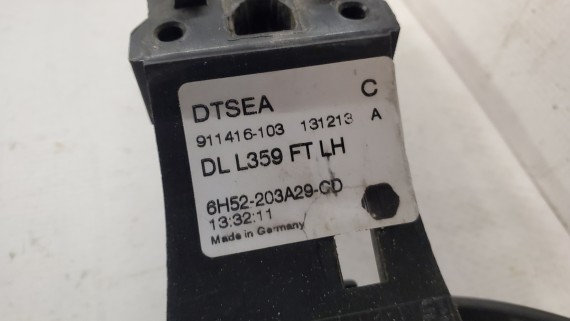 DTSEA C
911416-103 131213 A
DL L359 FT LH
6H52-203A29-CD
13:32:11
Made in Germany